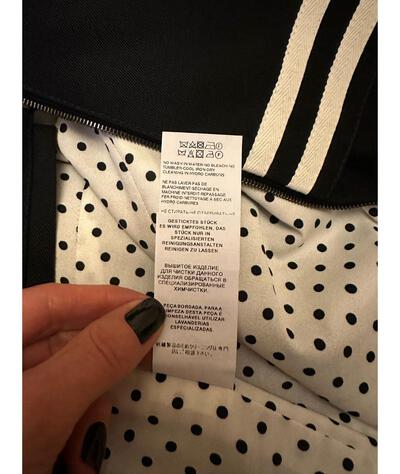 NO WASH IN WATER-NO BLEACH-NO
TUMBLER-COOL IRON-DRY
CLEANING IN HYDRO CARBONS
NE PAS LAVER-PAS DE
BLANCHIMENT-SECHAGE EN
MACHINE INTERDIT-REPASSAGE
FER FROID-NETTOYAGE A SEC AUX
HYDRO CARBURES
GESTICKTES STÜCK
ES WIRD EMPFOHLEN, DAS
STÜCK NUR IN
SPEZIALISIERTEN
REINIGUNGSANSTALTEN
REINIGEN ZU LASSEN
ВЫШИТОЕ ИЗДЕЛИЕ
ДЛЯ ЧИСТКИ ДАННОГО
ИЗДЕЛИЯ ОБРАЩАТЬСЯ В
СПЕЦИАЛИЗИРОВАННЫЕ
ХИМЧИСТКИ.
PEÇA BORDADA. PARA A
LIMPEZA DESTA PEÇA É
ACONSELHÁVEL UTILIZAR
LAVANDERIAS
ESPECIALIZADAS.